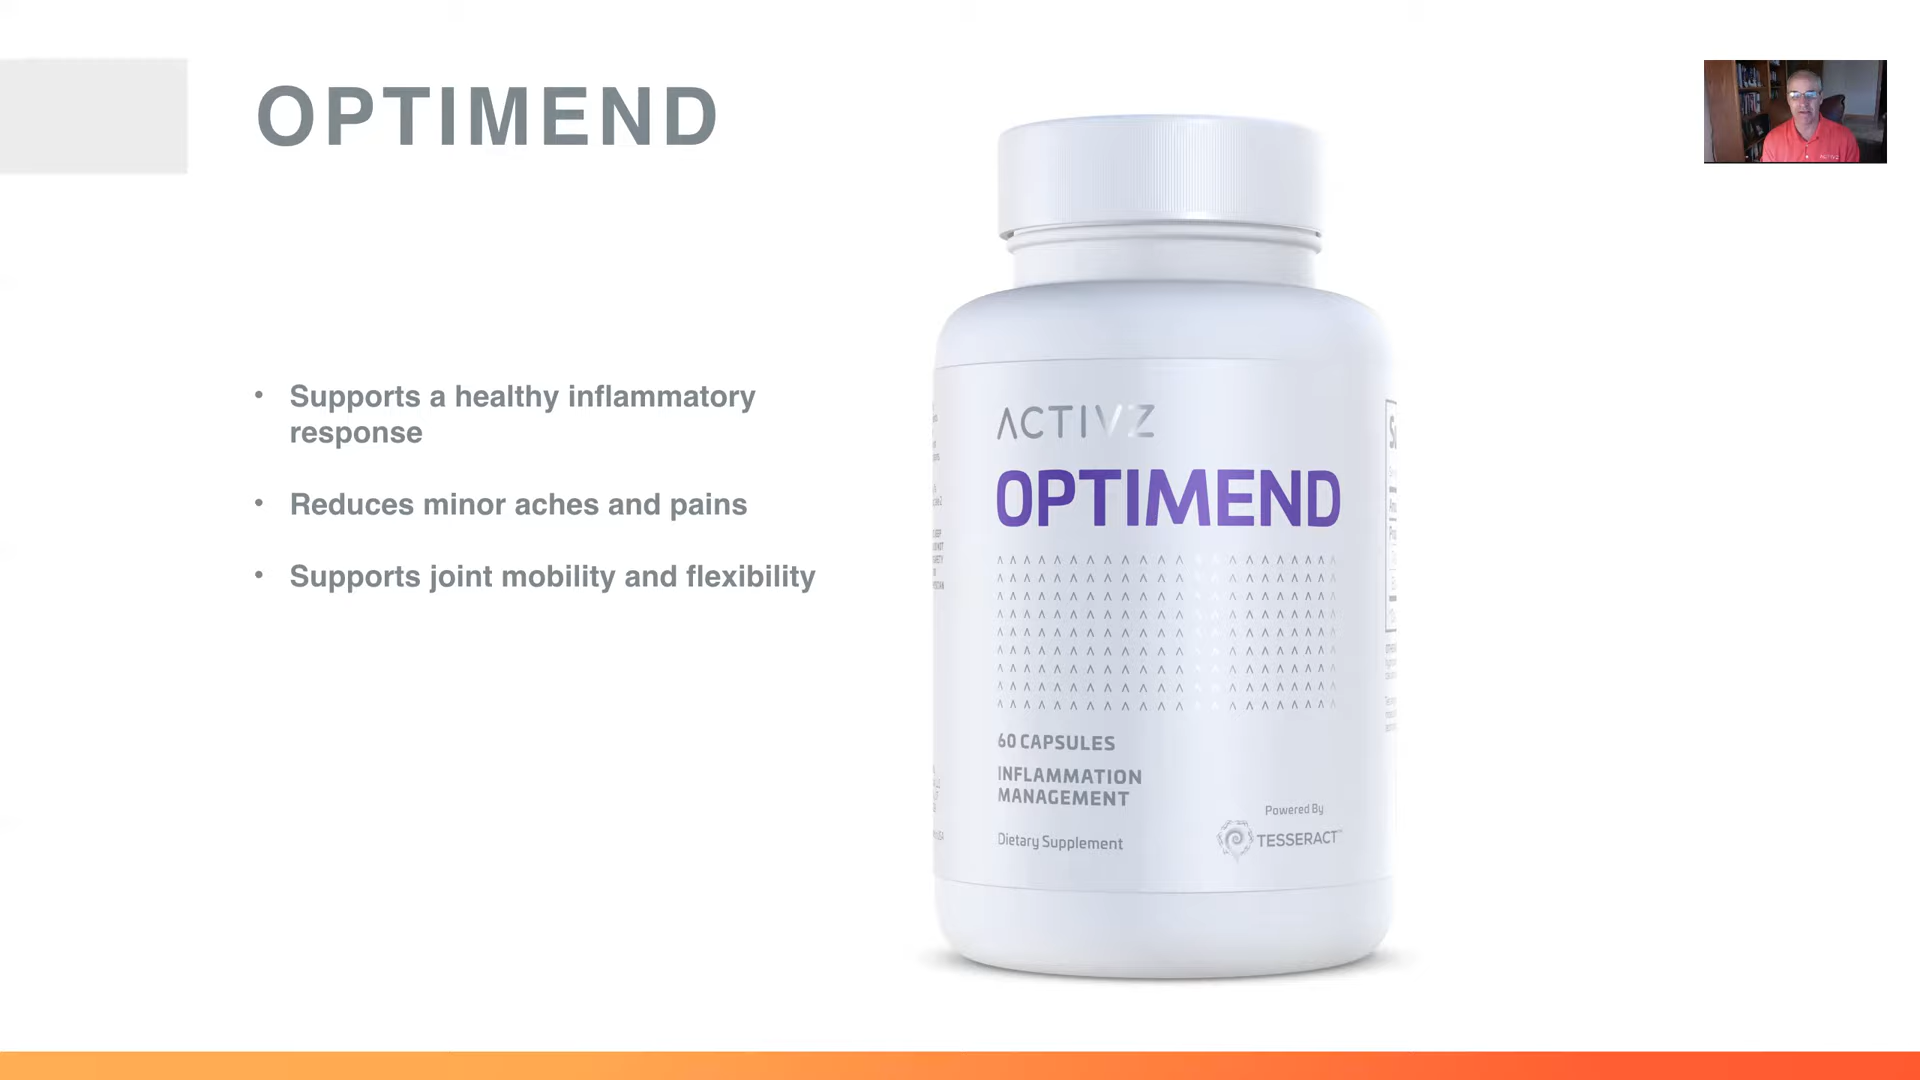 OPTIMEND
• Supports a healthy inflammatory
response
• Reduces minor aches and pains
• Supports joint mobility and flexibility
ACTIVZ
OPTIMEND
60 CAPSULES
INFLAMMATION
MANAGEMENT
Dietary Supplement
Powered By
TESSERACT™